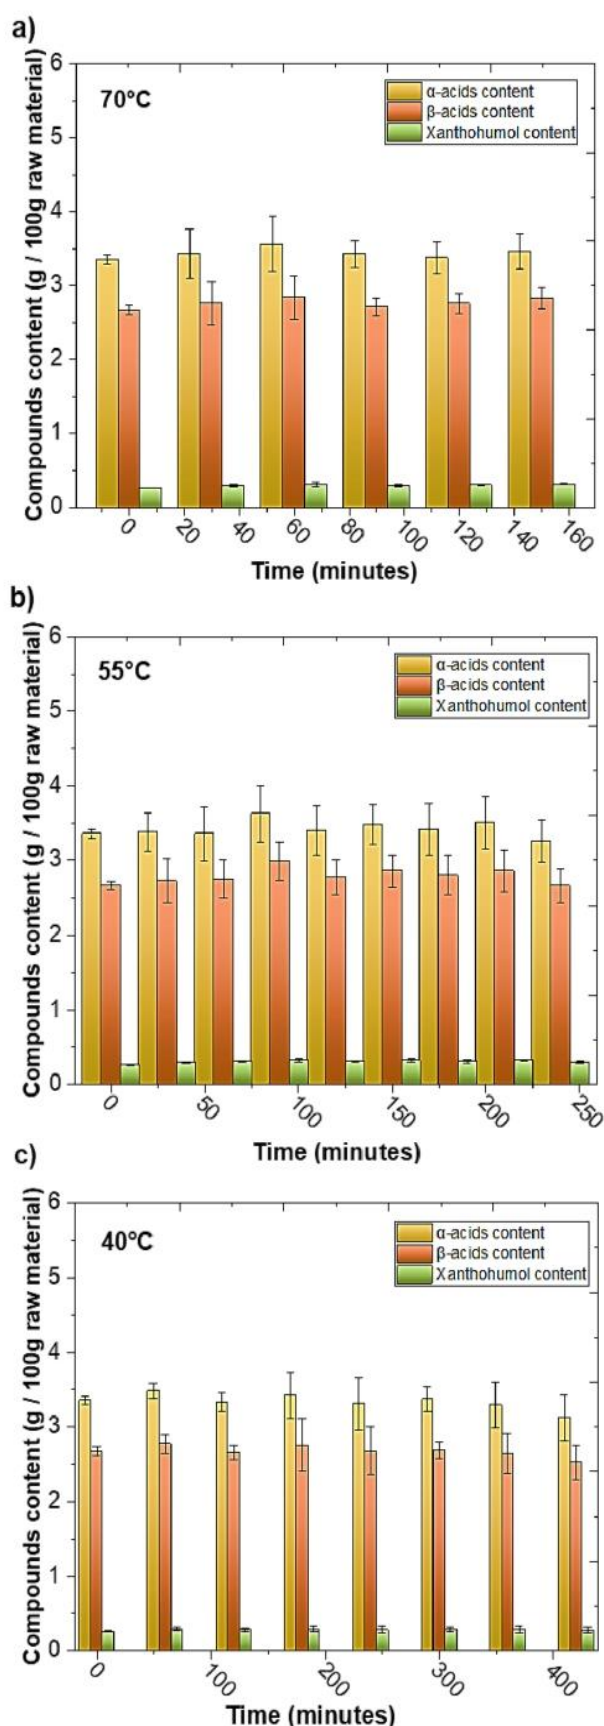 a)
70°C
α-acids content
β-acids content
Xanthohumol content
Compounds content (g / 100g raw material)
6
5
4
3
2
1
0
0 20 40 60 80 100 120 140 160
Time (minutes)
b)
55°C
α-acids content
β-acids content
Xanthohumol content
Compounds content (g / 100g raw material)
6
5
4
3
2
1
0
0 50 100 150 200 250
Time (minutes)
c)
40°C
α-acids content
β-acids content
Xanthohumol content
Compounds content (g / 100g raw material)
6
5
4
3
2
1
0
0 100 200 300 400
Time (minutes)